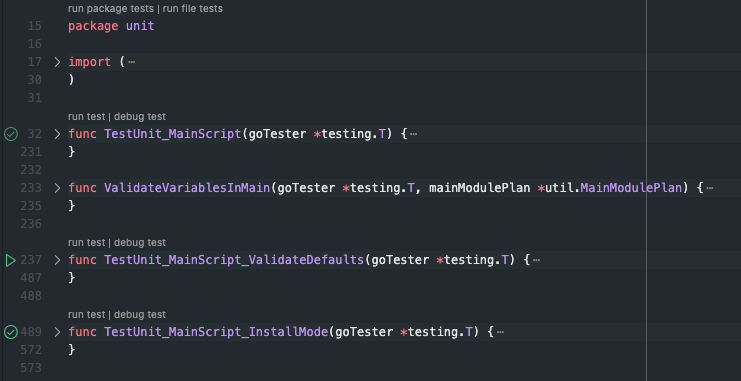 run package tests | run file tests
15 package unit
16
17 import ( ⋯
30 )
31
run test | debug test
32 func TestUnit_MainScript(goTester *testing.T) { ⋯
231 }
232
233 func ValidateVariablesInMain(goTester *testing.T, mainModulePlan *util.MainModulePlan) { ⋯
235 }
236
run test | debug test
237 func TestUnit_MainScript_ValidateDefaults(goTester *testing.T) { ⋯
487 }
488
run test | debug test
489 func TestUnit_MainScript_InstallMode(goTester *testing.T) { ⋯
572 }
573